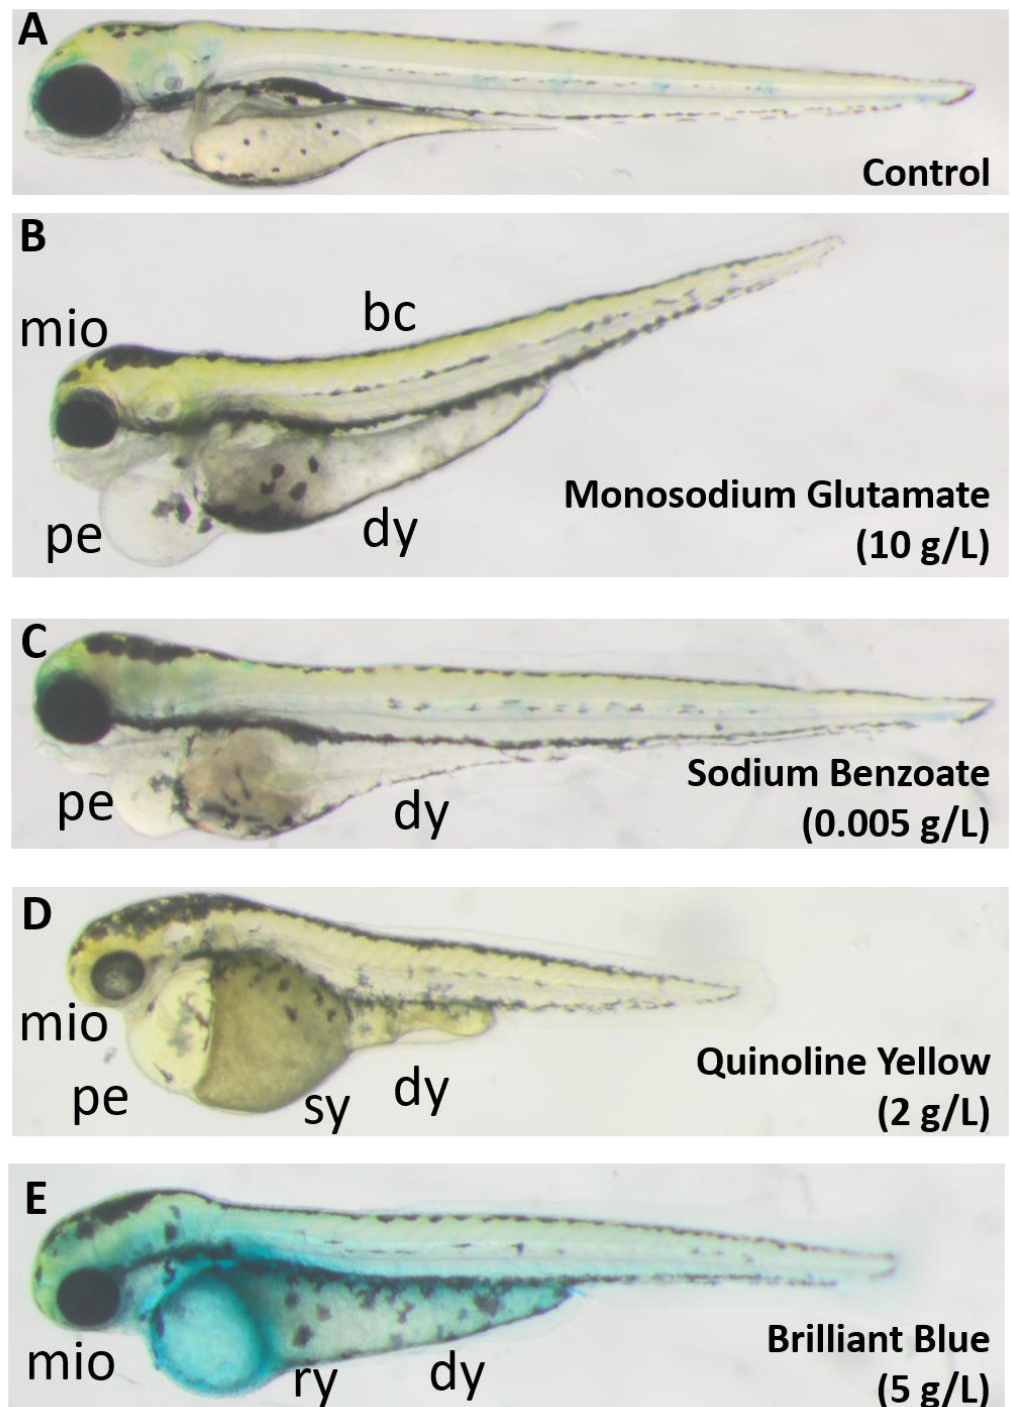 A
Control
B
mio
bc
pe
dy
Monosodium Glutamate
(10 g/L)
C
pe
dy
Sodium Benzoate
(0.005 g/L)
D
mio
pe
sy
dy
Quinoline Yellow
(2 g/L)
E
mio
ry
dy
Brilliant Blue
(5 g/L)